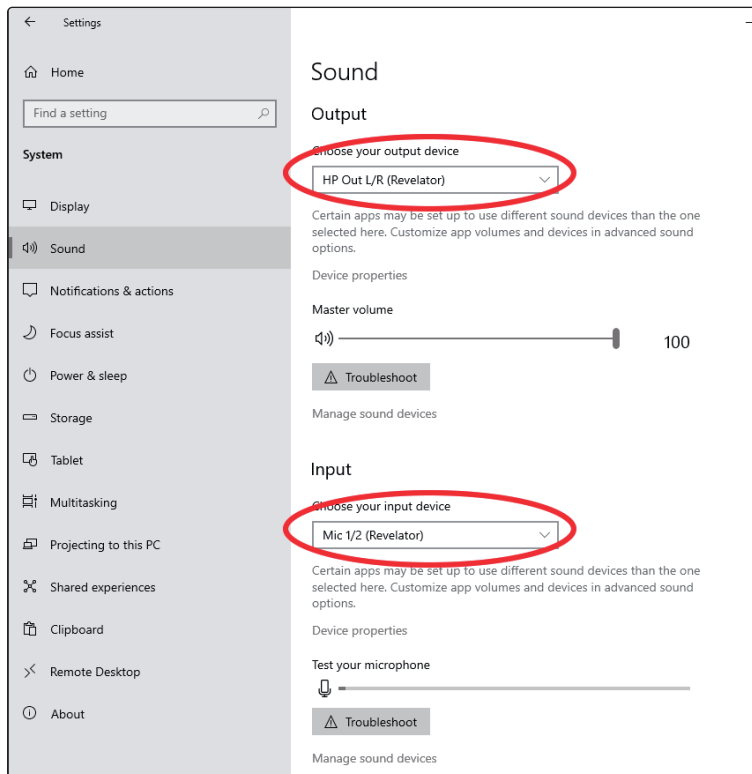 Settings
Home
Find a setting
System
Display
Sound
Notifications & actions
Focus assist
Power & sleep
Storage
Tablet
Multitasking
Projecting to this PC
Shared experiences
Clipboard
Remote Desktop
About
Sound
Output
Choose your output device
HP Out L/R (Revelator)
Certain apps may be set up to use different sound devices than the one
selected here. Customize app volumes and devices in advanced sound
options.
Device properties
Master volume
100
Troubleshoot
Manage sound devices
Input
Choose your input device
Mic 1/2 (Revelator)
Certain apps may be set up to use different sound devices than the one
selected here. Customize app volumes and devices in advanced sound
options.
Device properties
Test your microphone
Troubleshoot
Manage sound devices